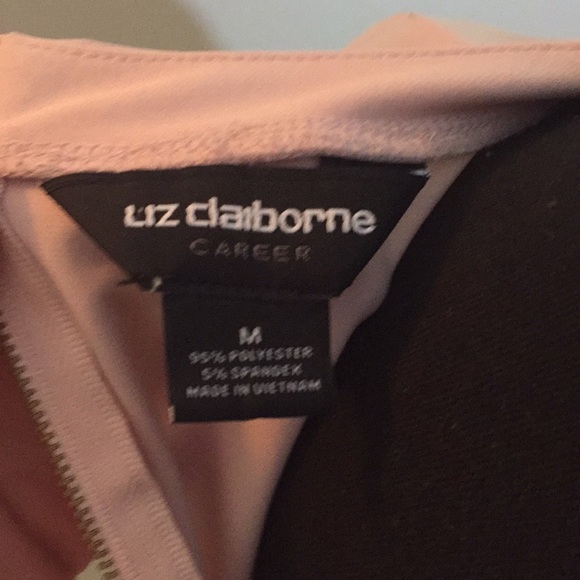 Liz claiborne
CAREER
M
95% POLYESTER
5% SPANDEX
MADE IN VIETNAM